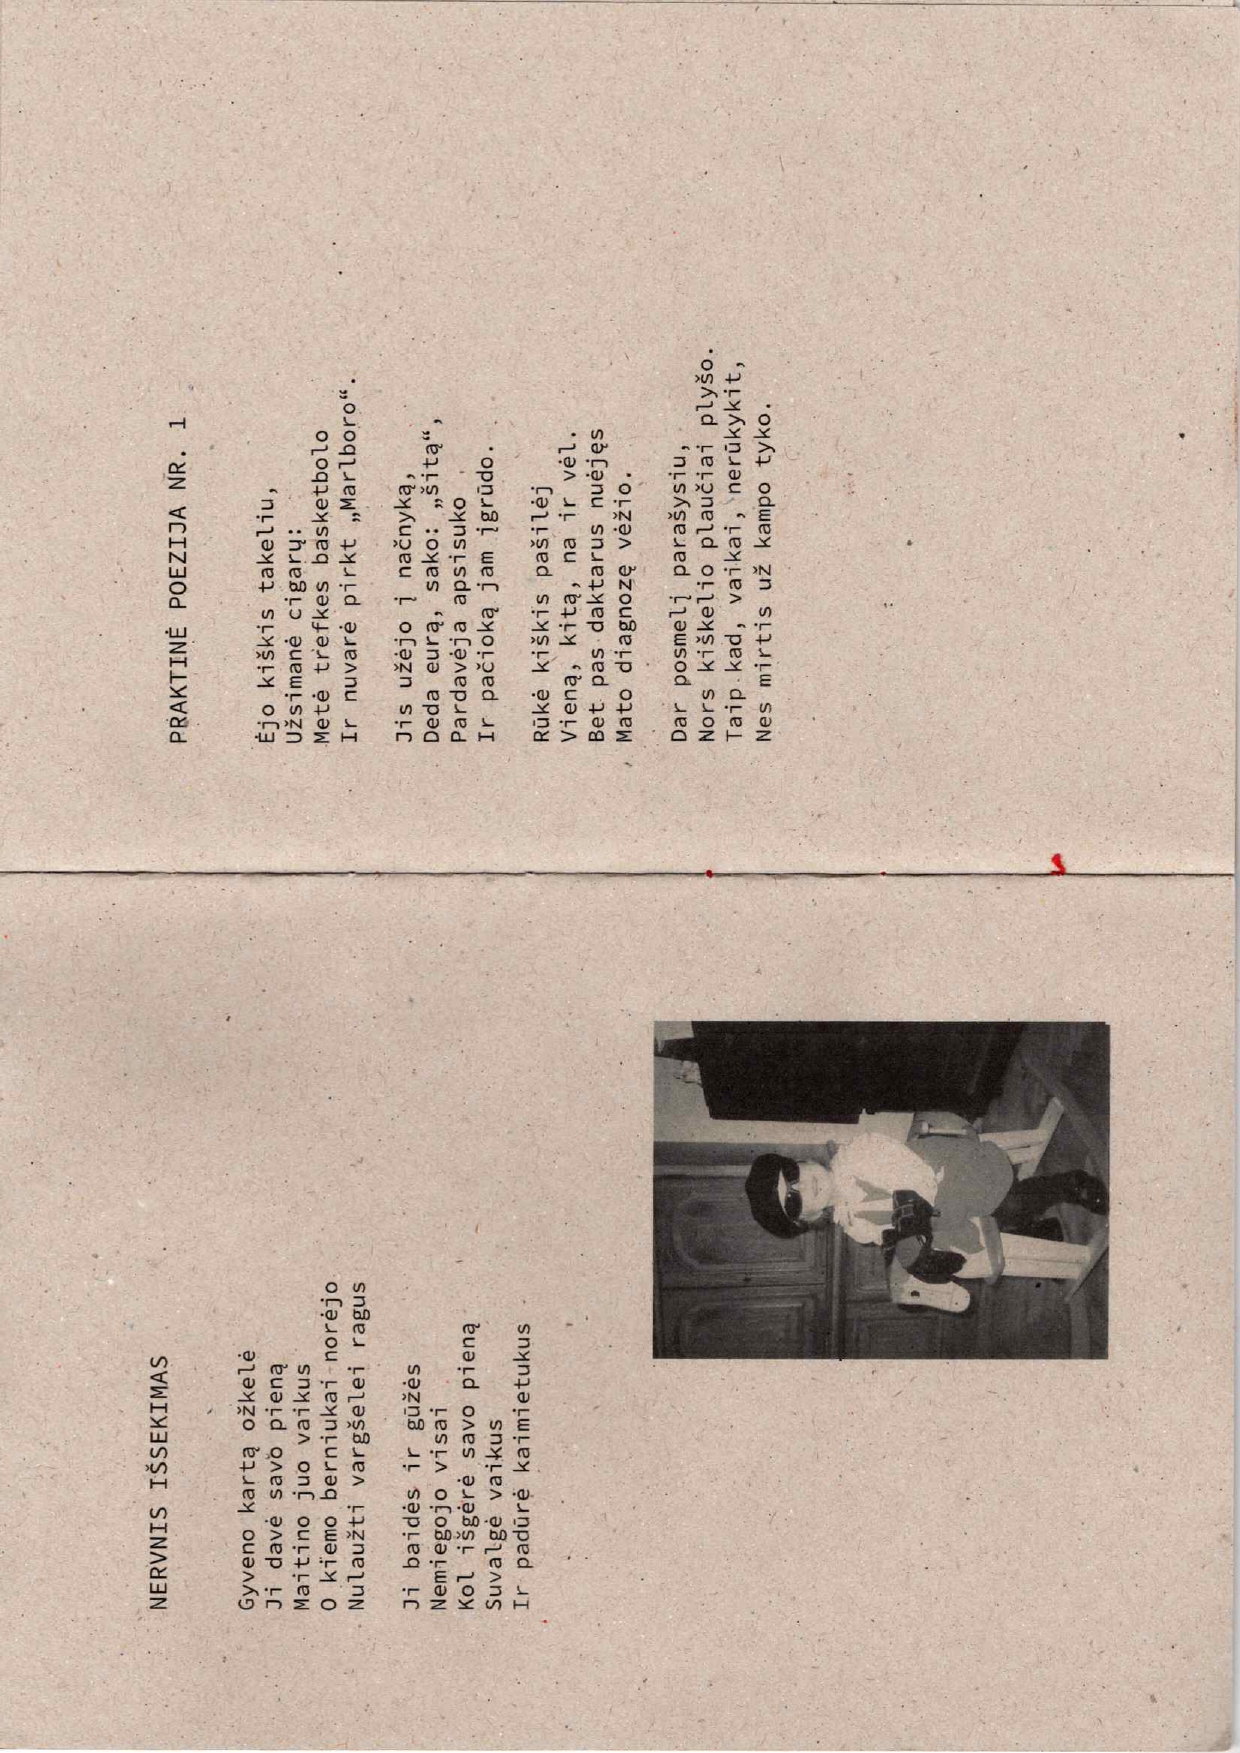 NERVNIS IŠSEKIMAS
Gyveno kartą ožkelė
Ji davė savo pieną
Maitino juo vaikus
O kiemo berniukai norėjo
Nulaužti vargšelei ragus
Ji baidės ir gūžės
Nemiegojo visai
Kol išgėrė savo pieną
Suvalgė vaikus
Ir padūrė kaimietukus
PRAKTINĖ POEZIJA NR. 1
Ėjo kiškis takeliu,
Užsimanė cigarų:
Metė trefkes basketbolo
Ir nuvarė pirkt „Marlboro“.
Jis užėjo į načnyką,
Deda eurą, sako: „šitą“,
Pardavėja apsisuko
Ir pačioką jam įgrūdo.
Rūkė kiškis pašilėj
Vieną, kitą, na ir vėl.
Bet pas daktarus nuėjęs
Mato diagnozę vėžio.
Dar posmelį parašysiu,
Nors kiškelio plaučiai plyšo.
Taip kad, vaikai, nerūkykit,
Nes mirtis už kampo tyko.